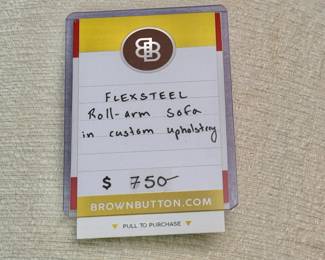 BB
FLEXSTEEL
Roll-arm Sofa
in custom upholstery
$ 750-
BROWNBUTTON.COM
▼ PULL TO PURCHASE ▼